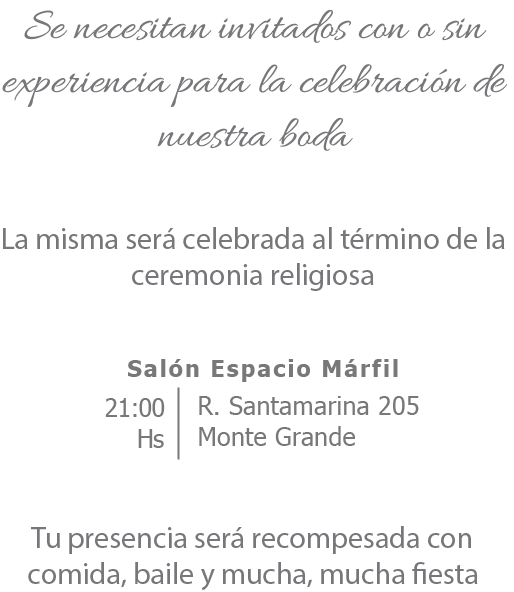 Se necesitan invitados con o sin
experiencia para la celebración de
nuestra boda
La misma será celebrada al término de la
ceremonia religiosa
Salón Espacio Márfil
21:00 Hs
R. Santamarina 205
Monte Grande
Tu presencia será recompesada con
comida, baile y mucha, mucha fiesta